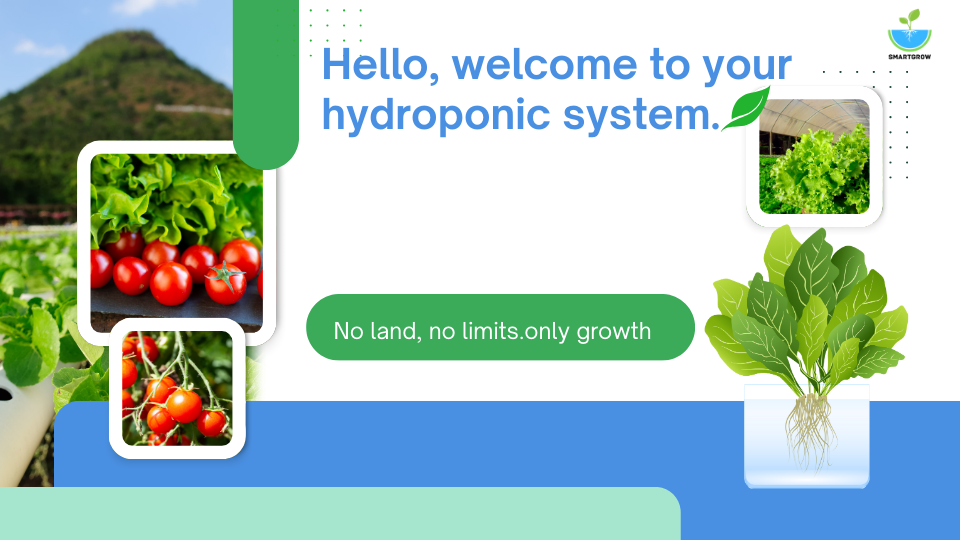 SMARTGROW
Hello, welcome to your
hydroponic system.
No land, no limits.only growth